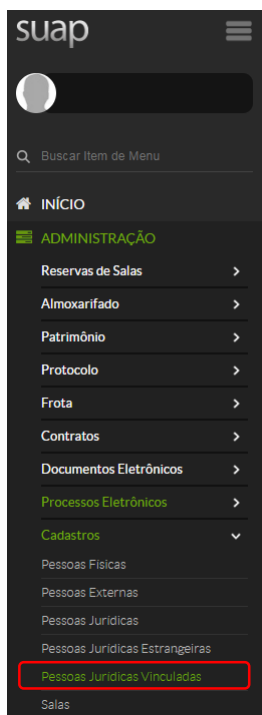 suap
Buscar Item de Menu
INÍCIO
ADMINISTRAÇÃO
Reservas de Salas
Almoxarifado
Patrimônio
Protocolo
Frota
Contratos
Documentos Eletrônicos
Processos Eletrônicos
Cadastros
Pessoas Físicas
Pessoas Externas
Pessoas Jurídicas
Pessoas Jurídicas Estrangeiras
Pessoas Jurídicas Vinculadas
Salas